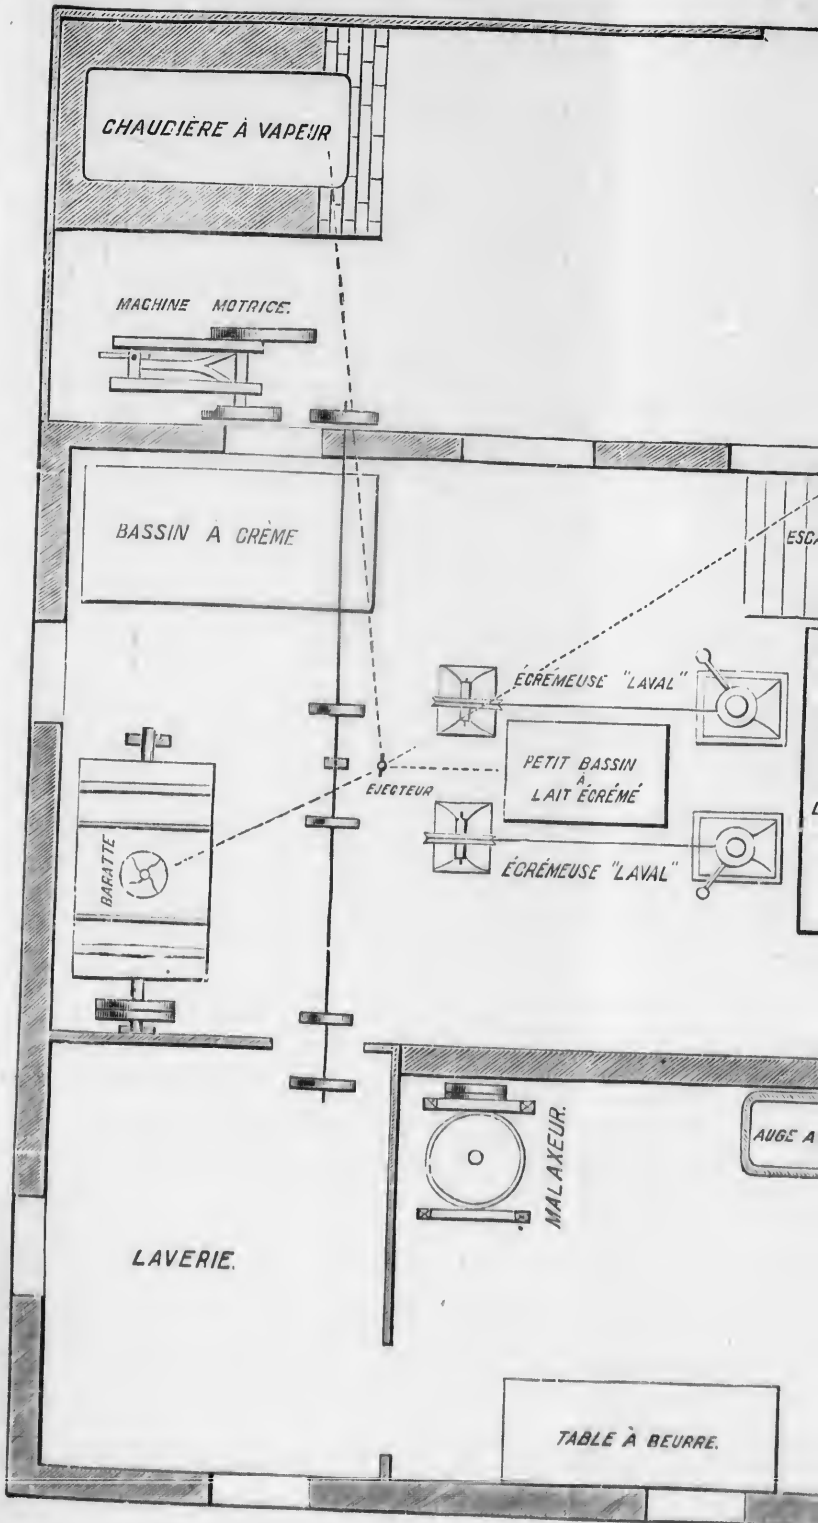 CHAUDIÈRE À VAPEUR
MACHINE MOTRICE.
BASSIN À CRÈME
ÉCRÉMEUSE "LAVAL"
PETIT BASSIN
À
LAIT ÉCRÉMÉ
EJECTEUR
ÉCRÉMEUSE "LAVAL"
BARATTE
MALAXEUR.
AUGE A
LAVERIE.
TABLE À BEURRE.